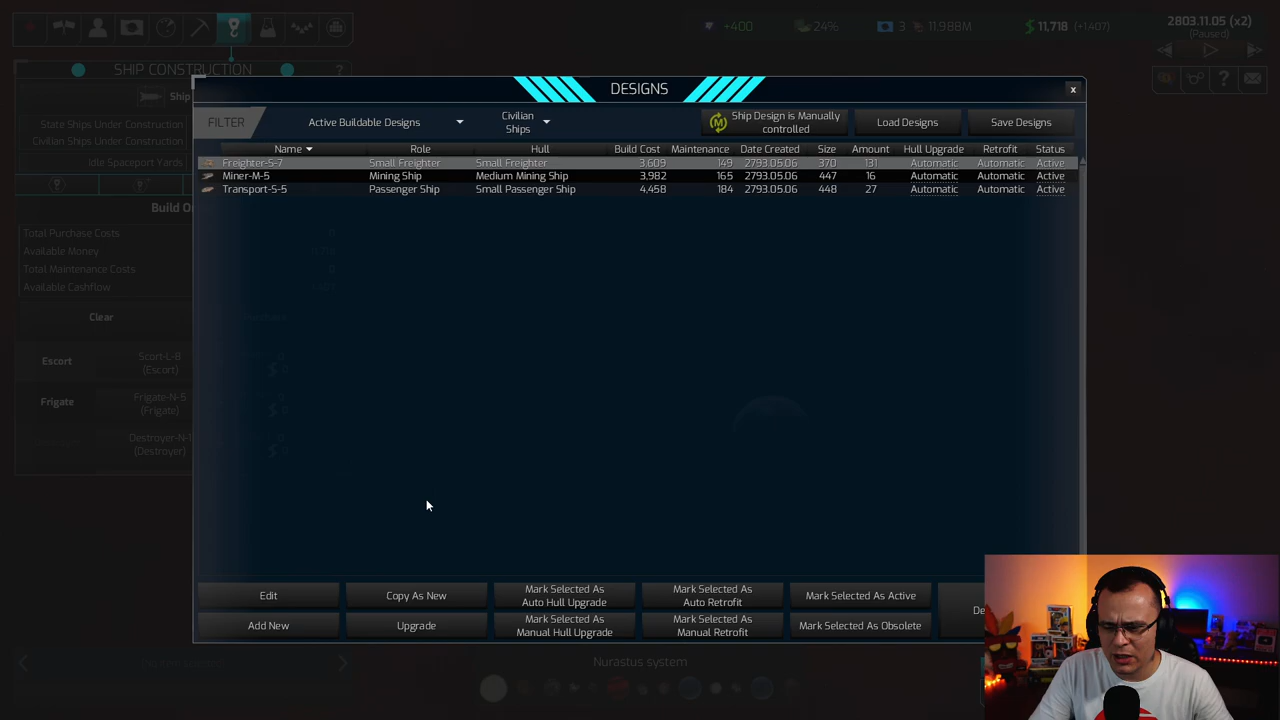 +400
24%
3
11.988M
11,718 (+1,407)
2803.11.05 (x2)
(Paused)
SHIP CONSTRUCTION
?
Ship
State Ships Under Construction
Civilian Ships Under Construction
Idle Spaceport Yards
Total Purchase Costs
0
Available Money
11,718
Total Maintenance Costs
0
Available Cashflow
Clear
Escort
Scort-L-8
(Escort)
Frigate
Frigate-N-5
(Frigate)
(Destroyer)
DESIGNS
x
FILTER
Active Buildable Designs
Civilian
Ships
Ship Design is Manually
controlled
Load Designs
Save Designs
Name Role Hull Build Cost Maintenance Date Created Size Amount Hull Upgrade Retrofit Status
Freighter-S-7 Small Freighter Small Freighter 3,609 149 2793.05.06 370 131 Automatic Automatic Active
Miner-M-5 Mining Ship Medium Mining Ship 3,982 165 2793.05.06 447 16 Automatic Automatic Active
Transport-S-5 Passenger Ship Small Passenger Ship 4,458 184 2793.05.06 448 27 Automatic Automatic Active
Edit
Copy As New
Mark Selected As
Auto Hull Upgrade
Mark Selected As
Auto Retrofit
Mark Selected As Active
Add New
Upgrade
Mark Selected As
Manual Hull Upgrade
Mark Selected As
Manual Retrofit
Mark Selected As Obsolete
Nurastus system